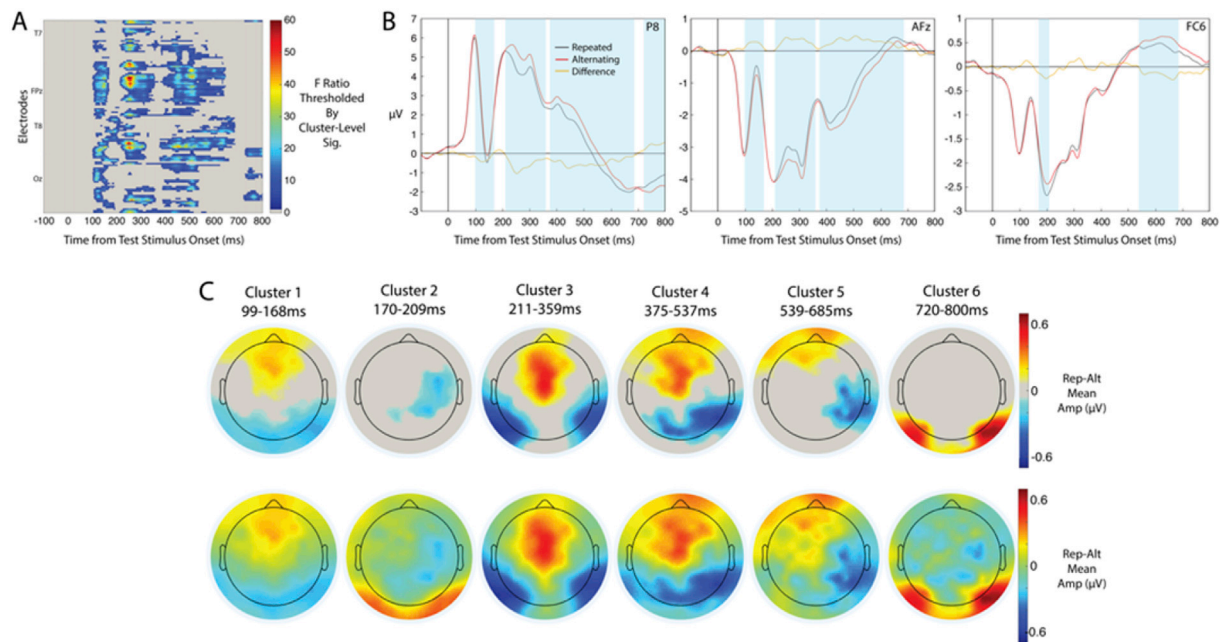 A
T7
FPz
T8
Oz
Electrodes
-100 0 100 200 300 400 500 600 700 800
Time from Test Stimulus Onset (ms)
60
50
40
30
20
10
0
F Ratio
Thresholded
By
Cluster-Level
Sig.
B
P8
Repeated
Alternating
Difference
μV
7
6
5
4
3
2
1
0
-1
-2
-3
0 100 200 300 400 500 600 700 800
Time from Test Stimulus Onset (ms)
AFz
1
0
-1
-2
-3
-4
-5
0 100 200 300 400 500 600 700 800
Time from Test Stimulus Onset (ms)
FC6
1
0.5
0
-0.5
-1
-1.5
-2
-2.5
-3
0 100 200 300 400 500 600 700 800
Time from Test Stimulus Onset (ms)
C
Cluster 1
99-168ms
Cluster 2
170-209ms
Cluster 3
211-359ms
Cluster 4
375-537ms
Cluster 5
539-685ms
Cluster 6
720-800ms
0.6
0
-0.6
Rep-Alt
Mean
Amp (μV)
0.6
0
-0.6
Rep-Alt
Mean
Amp (μV)